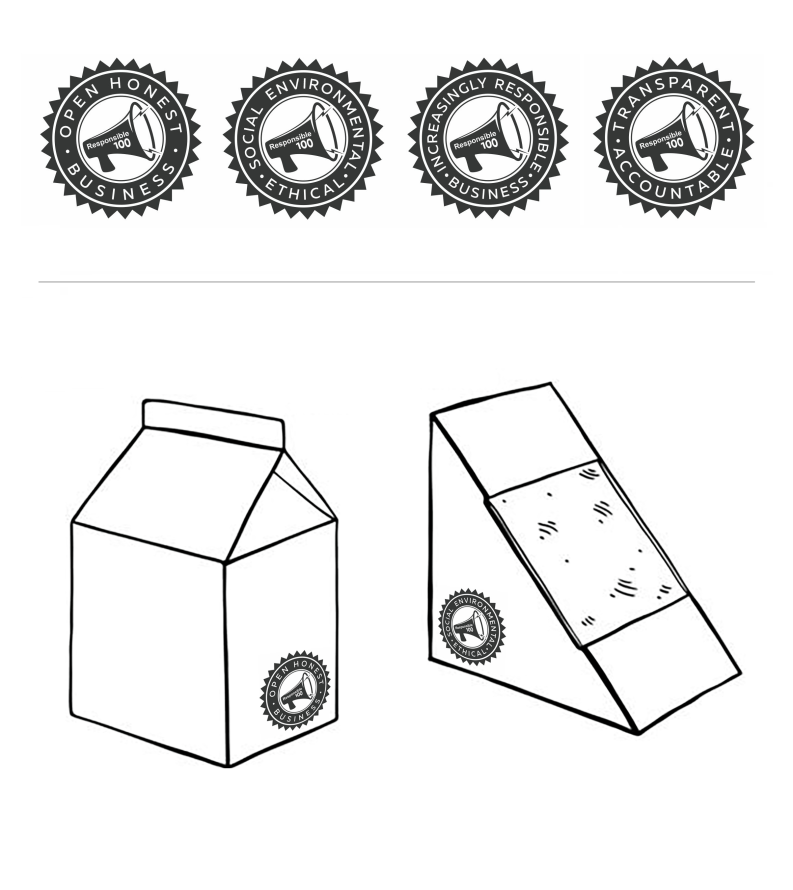 OPEN HONEST
Responsible
100
• BUSINESS •
SOCIAL ENVIRONMENTAL
Responsible
100
• ETHICAL •
INCREASINGLY RESPONSIBLE
Responsible
100
• BUSINESS •
TRANSPARENT
Responsible
100
• ACCOUNTABLE •
SOCIAL ENVIRONMENTAL
Responsible
100
• ETHICAL •
OPEN HONEST
Responsible
100
• BUSINESS •